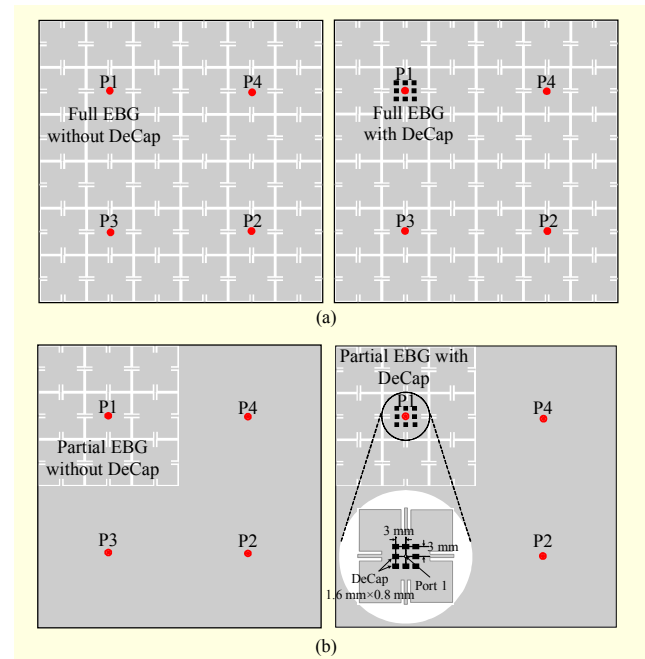 P1
P4
Full EBG
without DeCap
P3
P2
P1
P4
Full EBG
with DeCap
P3
P2
(a)
P1
P4
Partial EBG
without DeCap
P3
P2
Partial EBG with
DeCap
P1
P4
3 mm
3 mm
DeCap
Port 1
1.6 mm×0.8 mm
P2
(b)